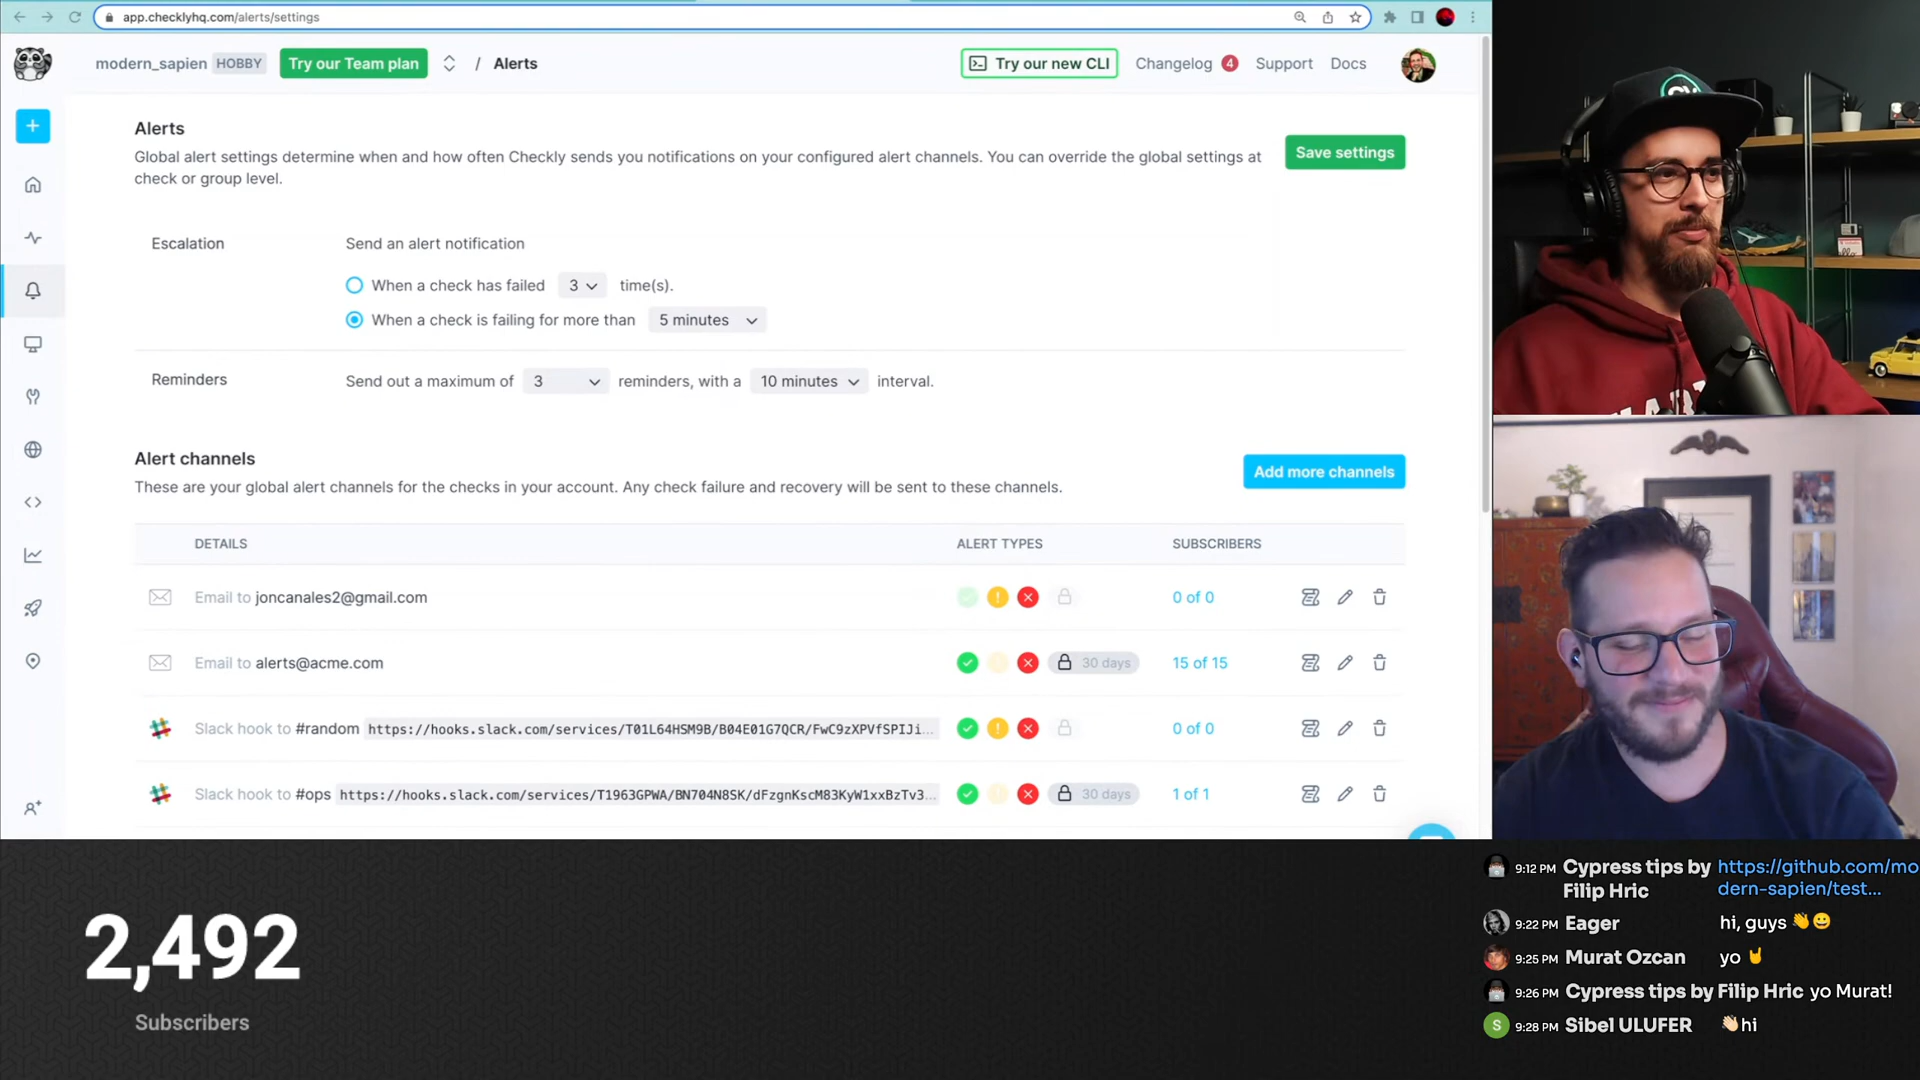 app.checklyhq.com/alerts/settings
modern_sapien HOBBY Try our Team plan / Alerts
Try our new CLI Changelog 4 Support Docs
Alerts
Global alert settings determine when and how often Checkly sends you notifications on your configured alert channels. You can override the global settings at
check or group level.
Save settings
Escalation
Send an alert notification
When a check has failed 3 time(s).
When a check is failing for more than 5 minutes
Reminders
Send out a maximum of 3 reminders, with a 10 minutes interval.
Alert channels
These are your global alert channels for the checks in your account. Any check failure and recovery will be sent to these channels.
Add more channels
DETAILS ALERT TYPES SUBSCRIBERS
Email to joncanales2@gmail.com 0 of 0
Email to alerts@acme.com 30 days 15 of 15
Slack hook to #random https://hooks.slack.com/services/T01L64HSM9B/B04E01G7QCR/FwC9zXPVfSPIJi... 0 of 0
Slack hook to #ops https://hooks.slack.com/services/T1963GPWA/BN704N8SK/dFzgnKscM83KyW1xxBzTv3... 30 days 1 of 1
2,492
Subscribers
9:12 PM Cypress tips by Filip Hric https://github.com/modern-sapien/test...
9:22 PM Eager hi, guys 👋😀
9:25 PM Murat Ozcan yo 🤘
9:26 PM Cypress tips by Filip Hric yo Murat!
S 9:28 PM Sibel ULUFER 👋🏻hi